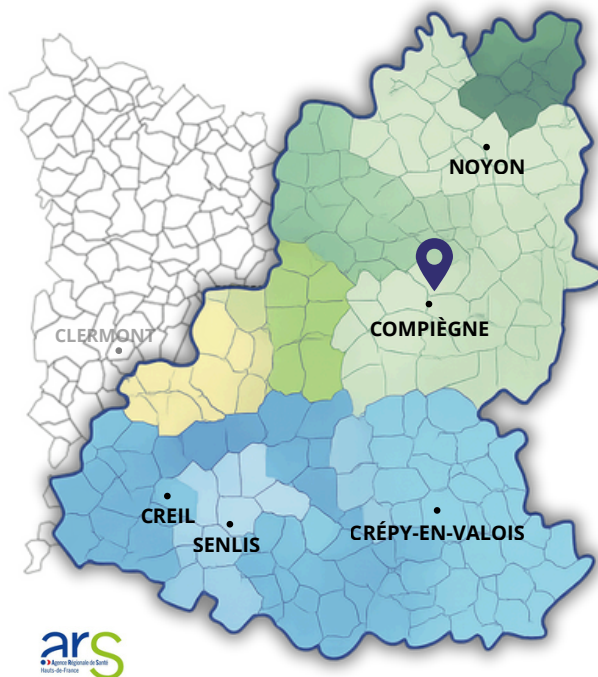 NOYON
CLERMONT
COMPIÈGNE
CREIL
CRÉPY-EN-VALOIS
SENLIS
ars
Agence Régionale de Santé
Hauts-de-France